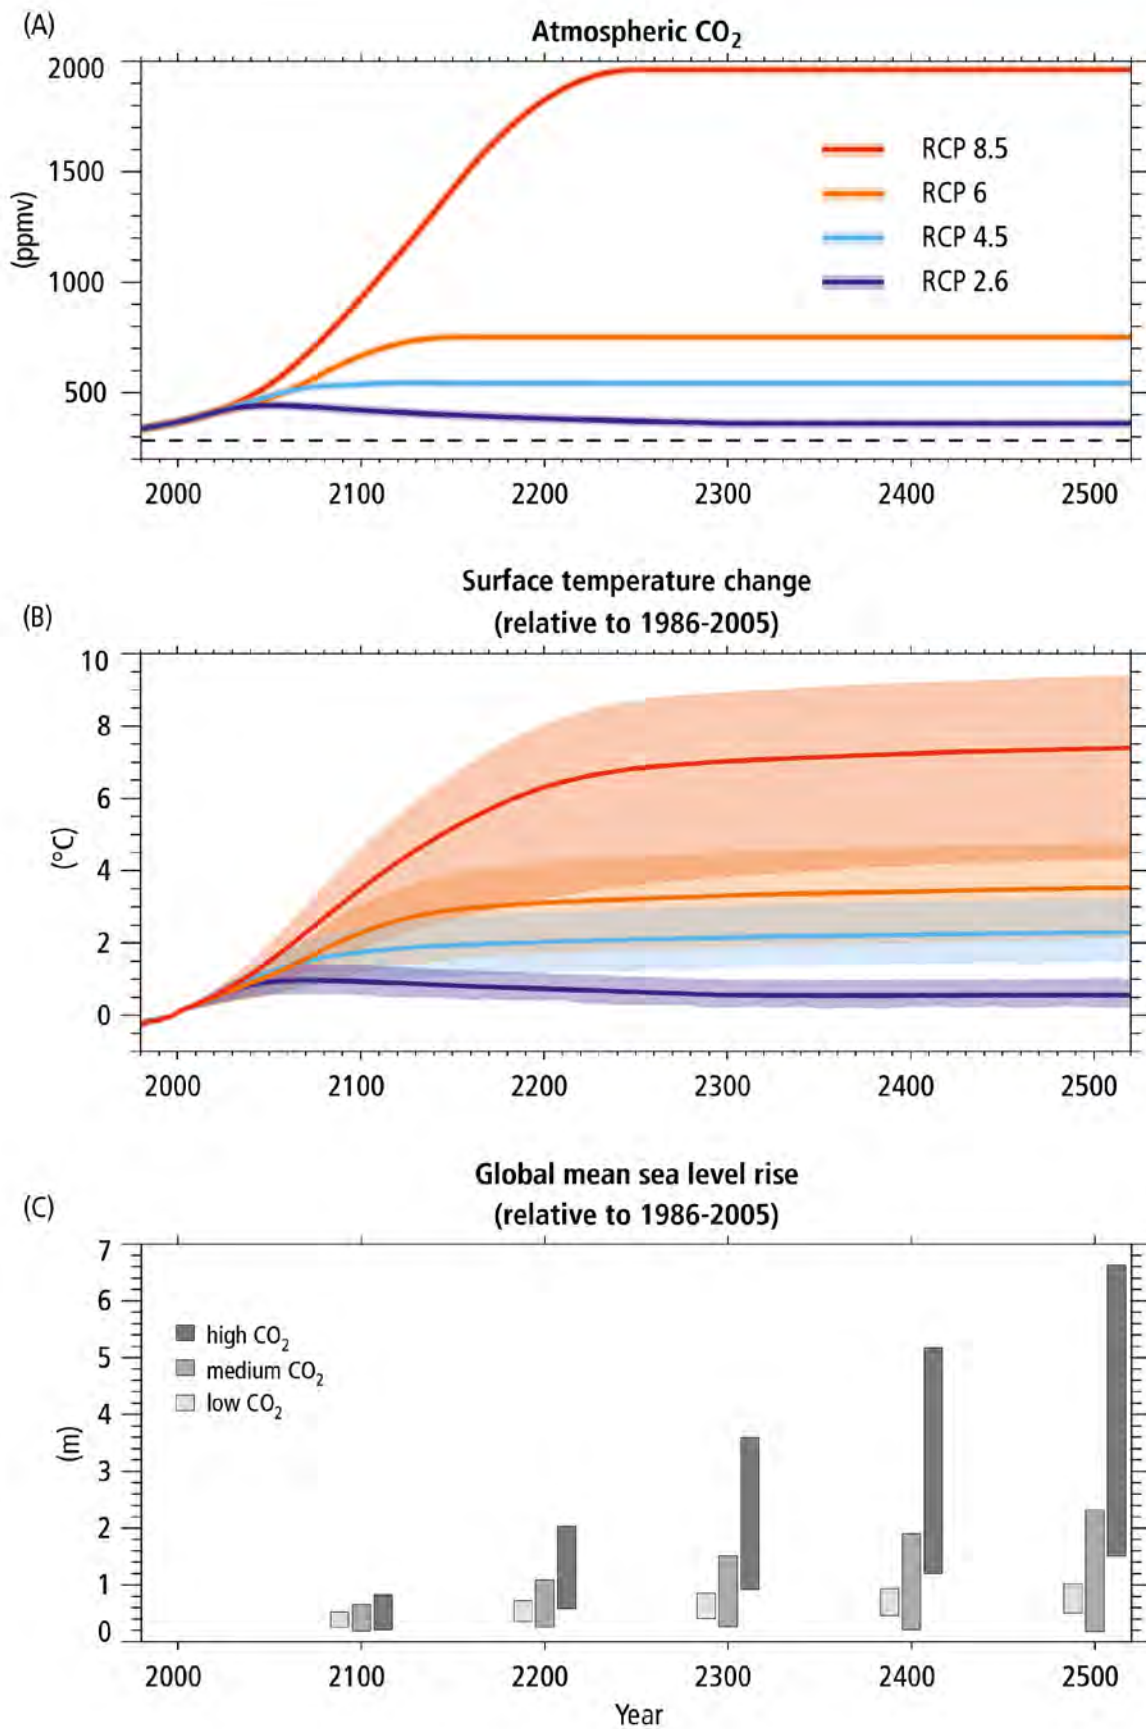 (A)
Atmospheric CO₂
2000
1500
1000
500
(ppmv)
RCP 8.5
RCP 6
RCP 4.5
RCP 2.6
2000 2100 2200 2300 2400 2500
Surface temperature change
(B)
(relative to 1986-2005)
10
8
6
4
2
0
(°C)
2000 2100 2200 2300 2400 2500
Global mean sea level rise
(C)
(relative to 1986-2005)
7
6
5
4
3
2
1
0
(m)
high CO₂
medium CO₂
low CO₂
2000 2100 2200 2300 2400 2500
Year